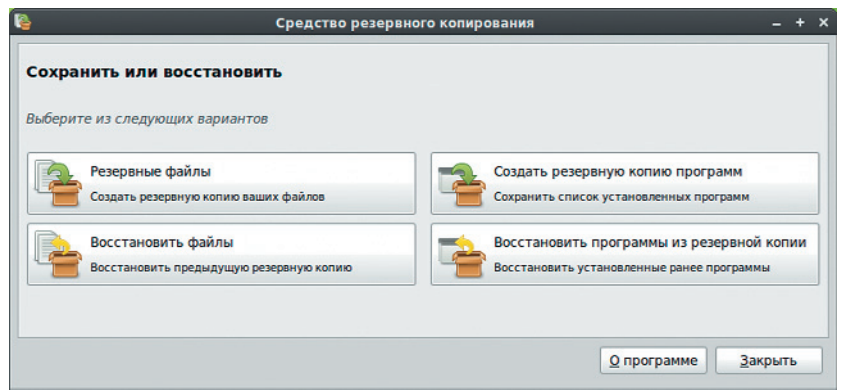 Средство резервного копирования
Сохранить или восстановить
Выберите из следующих вариантов
Резервные файлы
Создать резервную копию ваших файлов
Создать резервную копию программ
Сохранить список установленных программ
Восстановить файлы
Восстановить предыдущую резервную копию
Восстановить программы из резервной копии
Восстановить установленные ранее программы
О программе
Закрыть